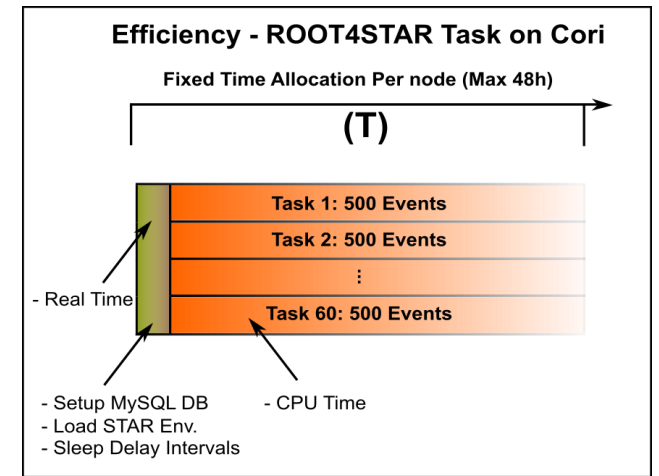 Efficiency - ROOT4STAR Task on Cori
Fixed Time Allocation Per node (Max 48h)
(T)
Task 1: 500 Events
Task 2: 500 Events
⋮
Task 60: 500 Events
- Real Time
- Setup MySQL DB
- Load STAR Env.
- Sleep Delay Intervals
- CPU Time